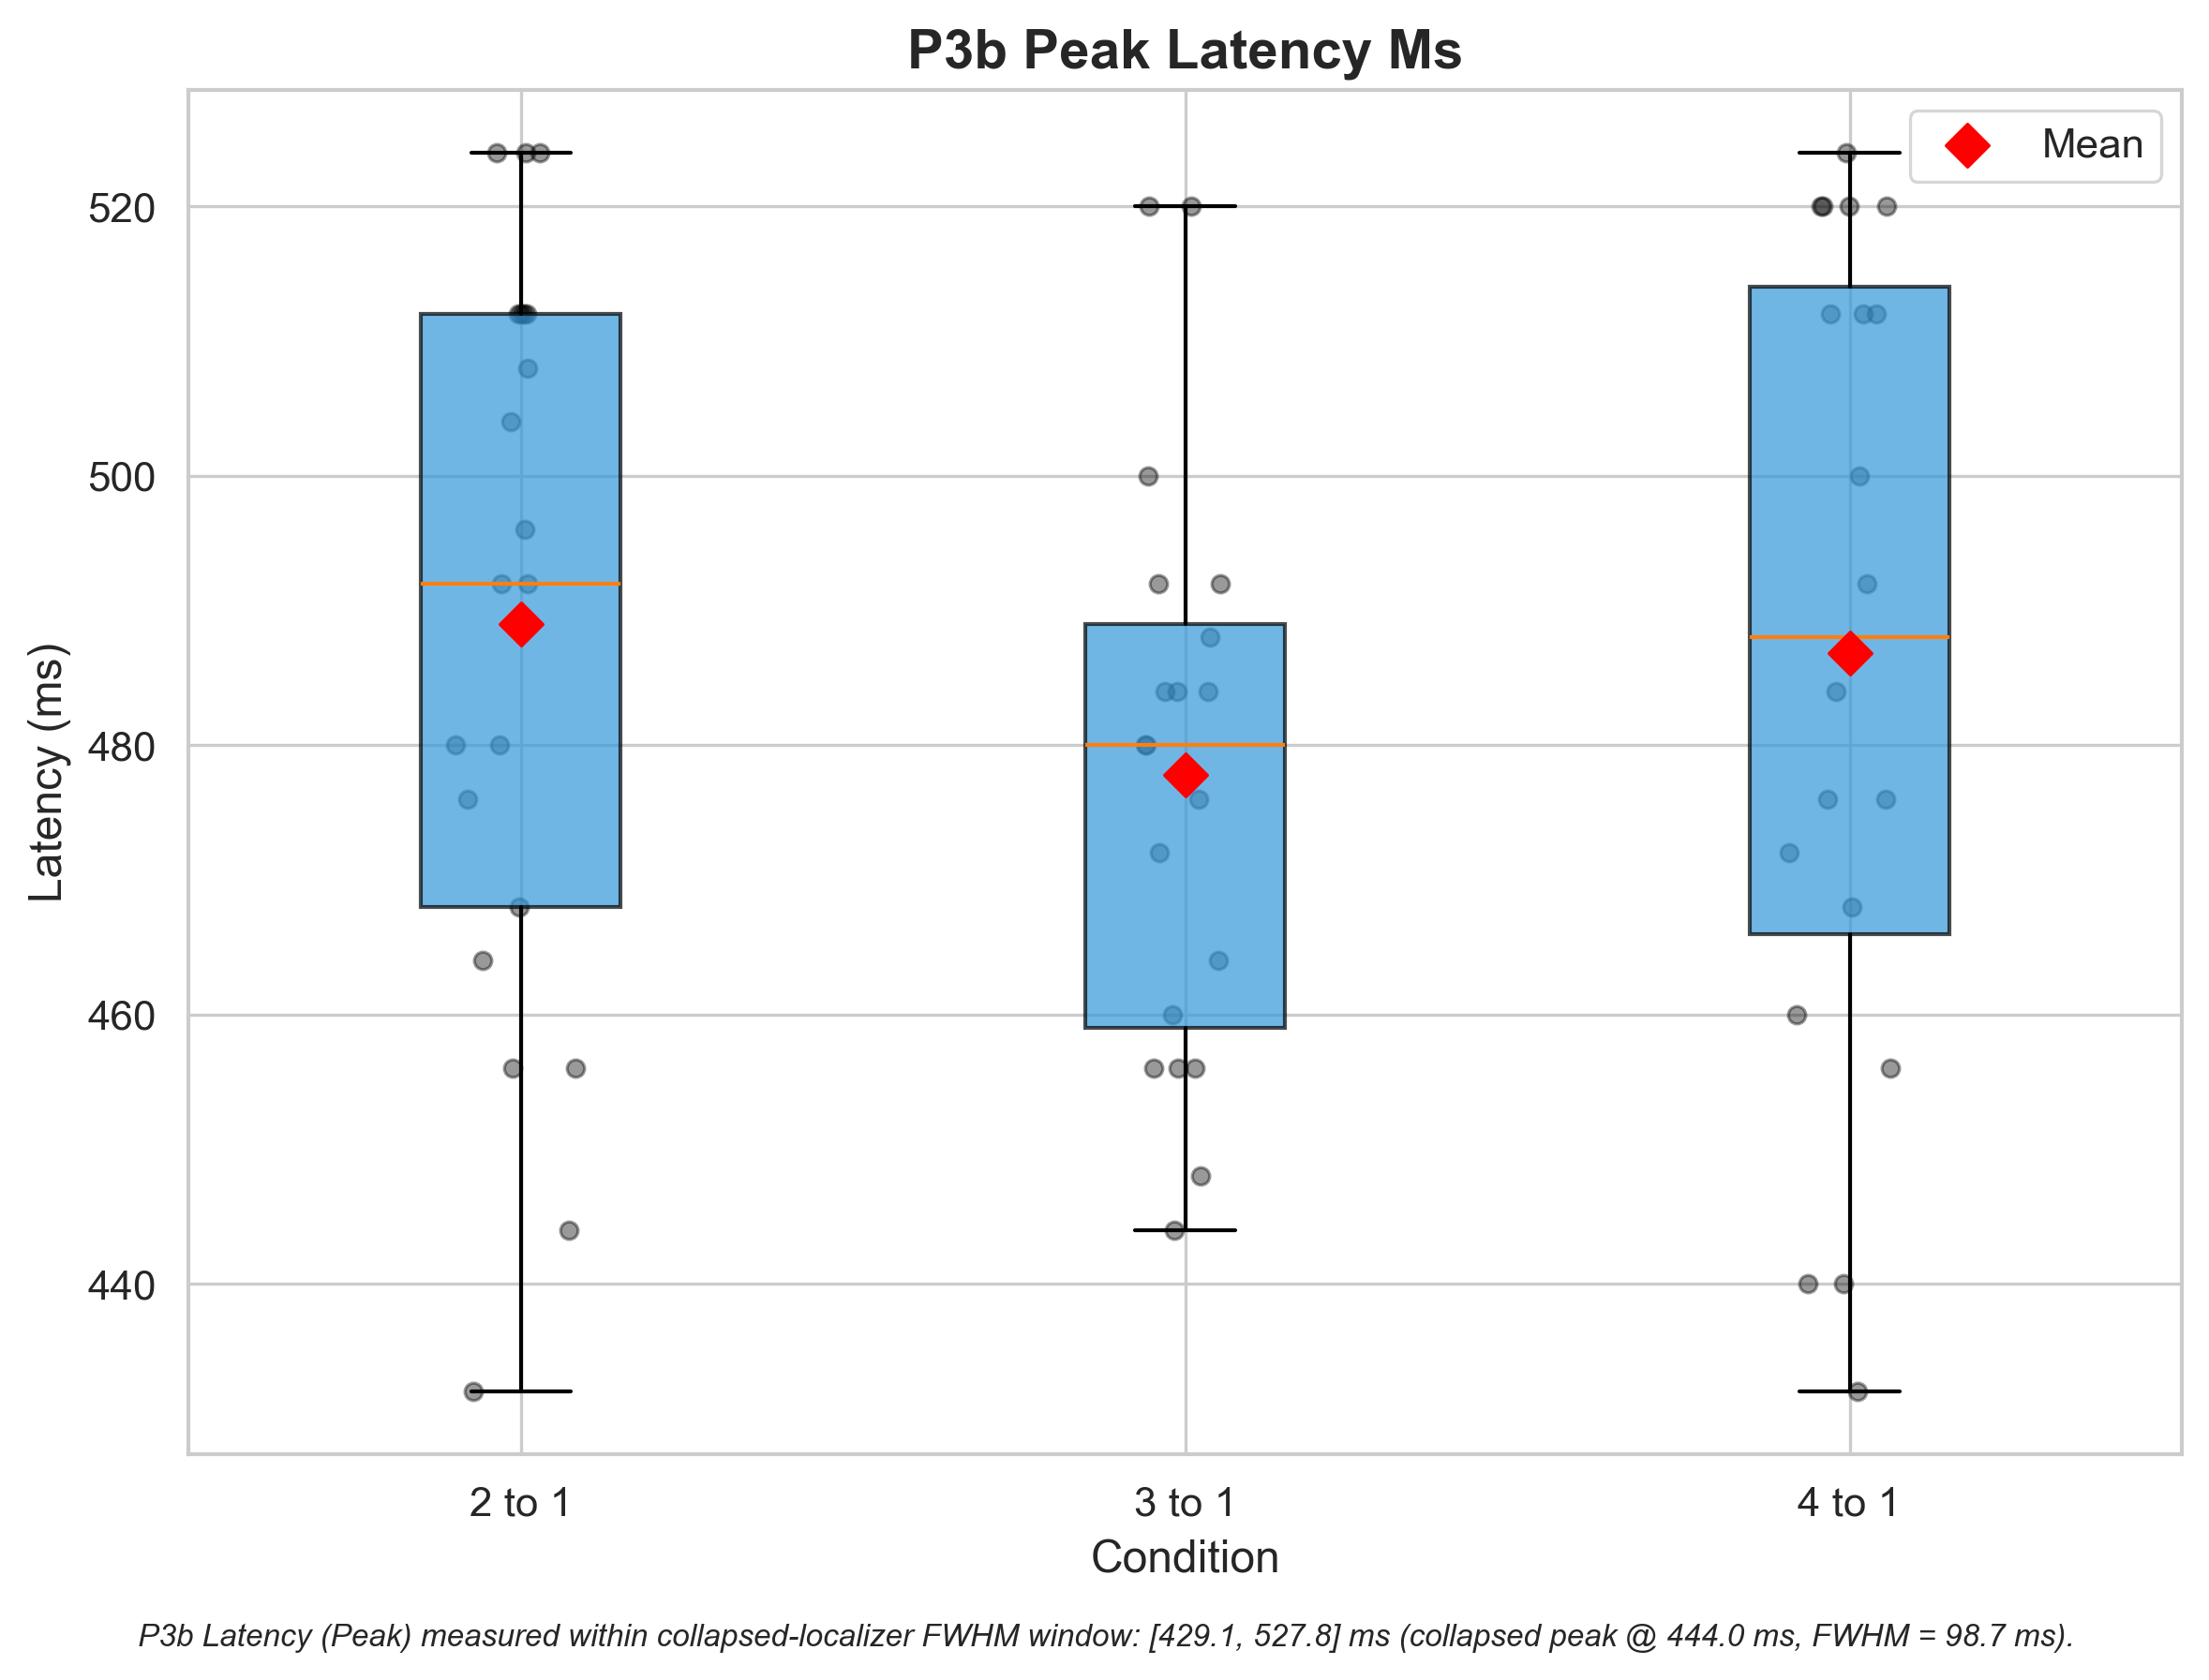 P3b Peak Latency Ms
Mean
520
500
480
460
440
Latency (ms)
2 to 1
3 to 1
4 to 1
Condition
P3b Latency (Peak) measured within collapsed-localizer FWHM window: [429.1, 527.8] ms (collapsed peak @ 444.0 ms, FWHM = 98.7 ms).